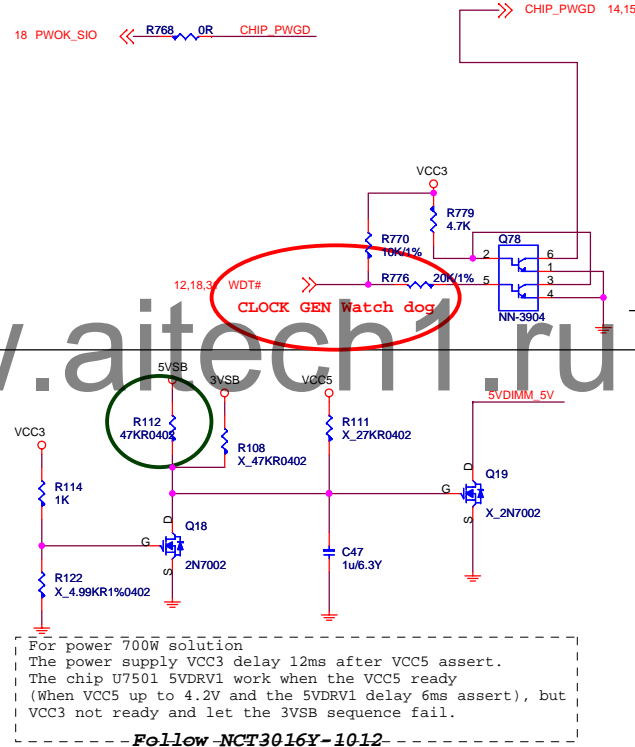 CHIP_PWGD 14,15
18 PWOK_SIO R768 0R CHIP_PWGD
VCC3
R779
4.7K
R770
10K/1%
Q78
2 6
1
12,18,3 WDT# R776 20K/1% 5 3
4
CLOCK GEN Watch dog
NN-3904
w.aitech1.ru
5VSB
3VSB
VCC5
5VDIMM_5V
R112
47KR0402
R108
X_47KR0402
R111
X_27KR0402
VCC3
R114
1K
D
G
S
Q19
X_2N7002
D
G
S
Q18
2N7002
C47
1u/6.3Y
R122
X_4.99KR1%0402
For power 700W solution
The power supply VCC3 delay 12ms after VCC5 assert.
The chip U7501 5VDRV1 work when the VCC5 ready
(When VCC5 up to 4.2V and the 5VDRV1 delay 6ms assert), but
VCC3 not ready and let the 3VSB sequence fail.
Follow NCT3016Y-1012